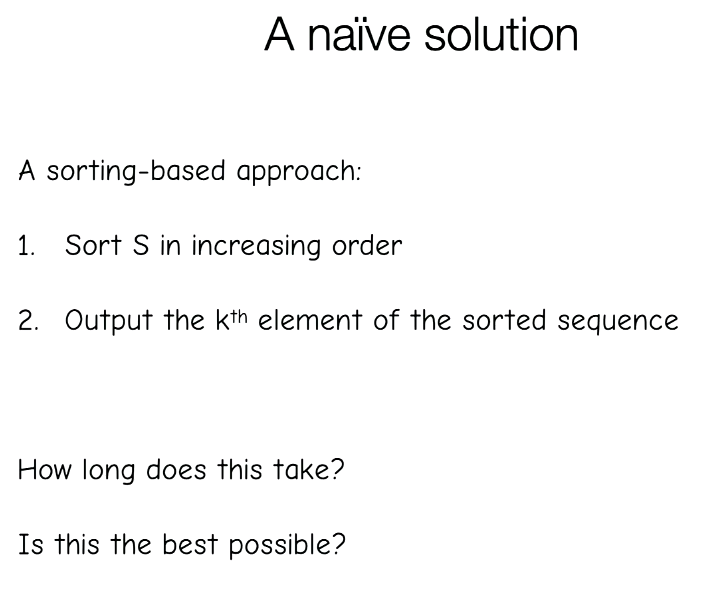 A naïve solution
A sorting-based approach:
1. Sort S in increasing order
2. Output the kth element of the sorted sequence
How long does this take?
Is this the best possible?